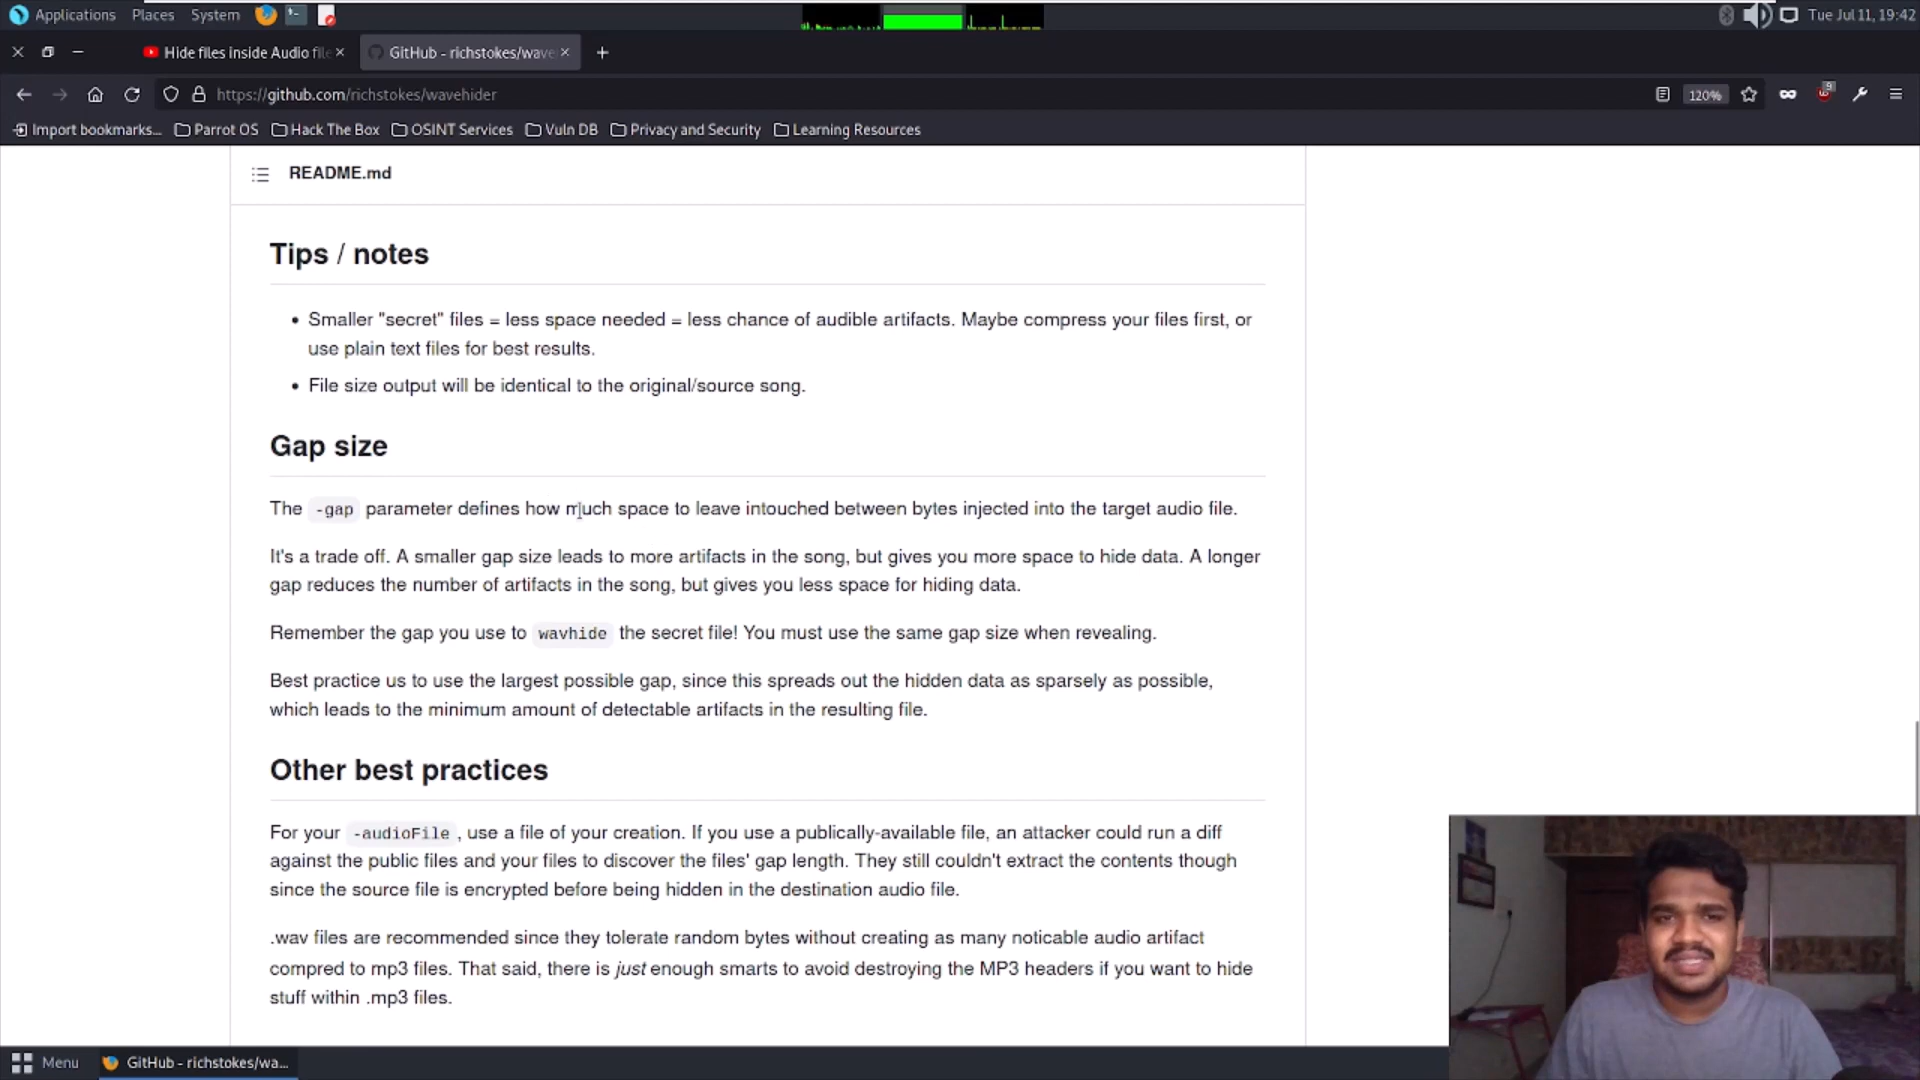 Applications Places System Tue Jul 11, 19:42
Hide files inside Audio file GitHub - richstokes/wave
https://github.com/richstokes/wavehider 120% 9
Import bookmarks... Parrot OS Hack The Box OSINT Services Vuln DB Privacy and Security Learning Resources
README.md
Tips / notes
• Smaller "secret" files = less space needed = less chance of audible artifacts. Maybe compress your files first, or
use plain text files for best results.
• File size output will be identical to the original/source song.
Gap size
The -gap parameter defines how much space to leave intouched between bytes injected into the target audio file.
It's a trade off. A smaller gap size leads to more artifacts in the song, but gives you more space to hide data. A longer
gap reduces the number of artifacts in the song, but gives you less space for hiding data.
Remember the gap you use to wavhide the secret file! You must use the same gap size when revealing.
Best practice us to use the largest possible gap, since this spreads out the hidden data as sparsely as possible,
which leads to the minimum amount of detectable artifacts in the resulting file.
Other best practices
For your -audioFile , use a file of your creation. If you use a publically-available file, an attacker could run a diff
against the public files and your files to discover the files' gap length. They still couldn't extract the contents though
since the source file is encrypted before being hidden in the destination audio file.
.wav files are recommended since they tolerate random bytes without creating as many noticable audio artifact
compred to mp3 files. That said, there is just enough smarts to avoid destroying the MP3 headers if you want to hide
stuff within .mp3 files.
Menu GitHub - richstokes/wa...